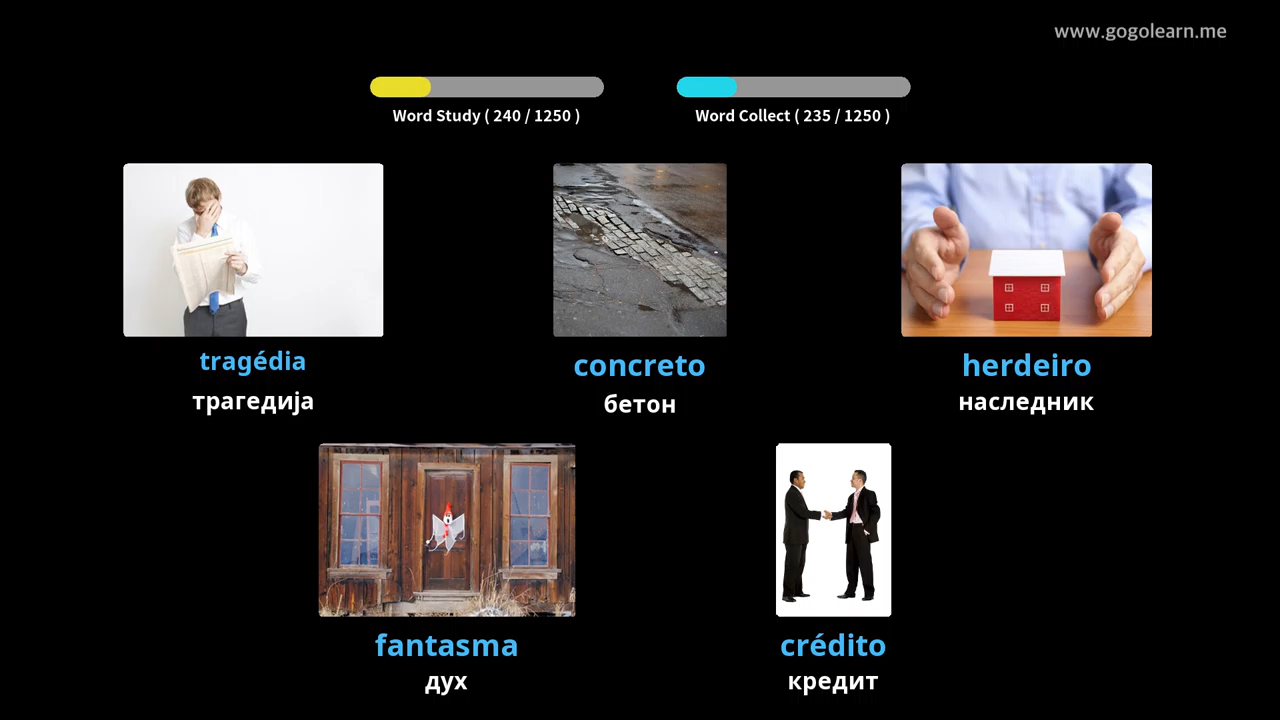 www.gogolearn.me
Word Study ( 240 / 1250 )
Word Collect ( 235 / 1250 )
tragédia
concreto
herdeiro
трагедија
бетон
наследник
fantasma
crédito
дух
кредит